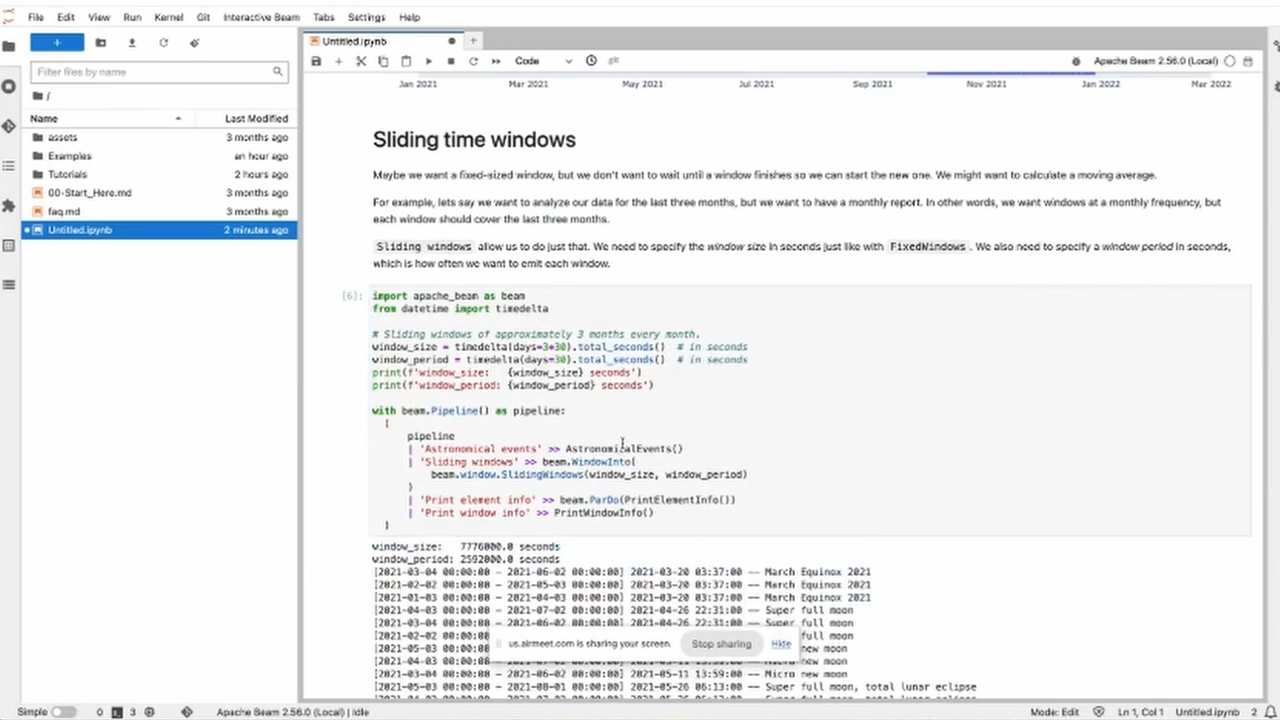 File Edit View Run Kernel Git Interactive Beam Tabs Settings Help
+
Filter files by name
/
Name Last Modified
assets 3 months ago
Examples an hour ago
Tutorials 2 hours ago
00-Start_Here.md 3 months ago
faq.md 3 months ago
Untitled.ipynb 2 minutes ago
Untitled.ipynb
Code
git
Apache Beam 2.56.0 (Local)
Jan 2021 Mar 2021 May 2021 Jul 2021 Sep 2021 Nov 2021 Jan 2022 Mar 2022
Sliding time windows
Maybe we want a fixed-sized window, but we don't want to wait until a window finishes so we can start the new one. We might want to calculate a moving average.
For example, lets say we want to analyze our data for the last three months, but we want to have a monthly report. In other words, we want windows at a monthly frequency, but
each window should cover the last three months.
Sliding windows allow us to do just that. We need to specify the window size in seconds just like with FixedWindows. We also need to specify a window period in seconds,
which is how often we want to emit each window.
[6]:
import apache_beam as beam
from datetime import timedelta
# Sliding windows of approximately 3 months every month.
window_size = timedelta(days=3*30).total_seconds()  # in seconds
window_period = timedelta(days=30).total_seconds()  # in seconds
print(f'window_size:   {window_size} seconds')
print(f'window_period: {window_period} seconds')
with beam.Pipeline() as pipeline:
(
pipeline
| 'Astronomical events' >> AstronomicalEvents()
| 'Sliding windows' >> beam.WindowInto(
beam.window.SlidingWindows(window_size, window_period)
)
| 'Print element info' >> beam.ParDo(PrintElementInfo())
| 'Print window info' >> PrintWindowInfo()
)
window_size:   7776000.0 seconds
window_period: 2592000.0 seconds
[2021-03-04 00:00:00 - 2021-06-02 00:00:00] 2021-03-20 03:37:00 -- March Equinox 2021
[2021-02-02 00:00:00 - 2021-05-03 00:00:00] 2021-03-20 03:37:00 -- March Equinox 2021
[2021-01-03 00:00:00 - 2021-04-03 00:00:00] 2021-03-20 03:37:00 -- March Equinox 2021
[2021-04-03 00:00:00 - 2021-07-02 00:00:00] 2021-04-26 22:31:00 -- Super full moon
[2021-03-04 00:00:00 - 2021-06-02 00:00:00] 2021-04-26 22:31:00 -- Super full moon
[2021-02-02 00:00:00 full moon
[2021-05-03 00:00:00 new moon
[2021-04-03 00:00:00 new moon
[2021-03-04 00:00:00 - 2021-06-02 00:00:00] 2021-05-11 13:59:00 -- Micro new moon
[2021-05-03 00:00:00 - 2021-08-01 00:00:00] 2021-05-26 06:13:00 -- Super full moon, total lunar eclipse
us.airmeet.com is sharing your screen. Stop sharing Hide
Simple 0 3 Apache Beam 2.56.0 (Local) | Idle Mode: Edit Ln 1, Col 1 Untitled.ipynb 2